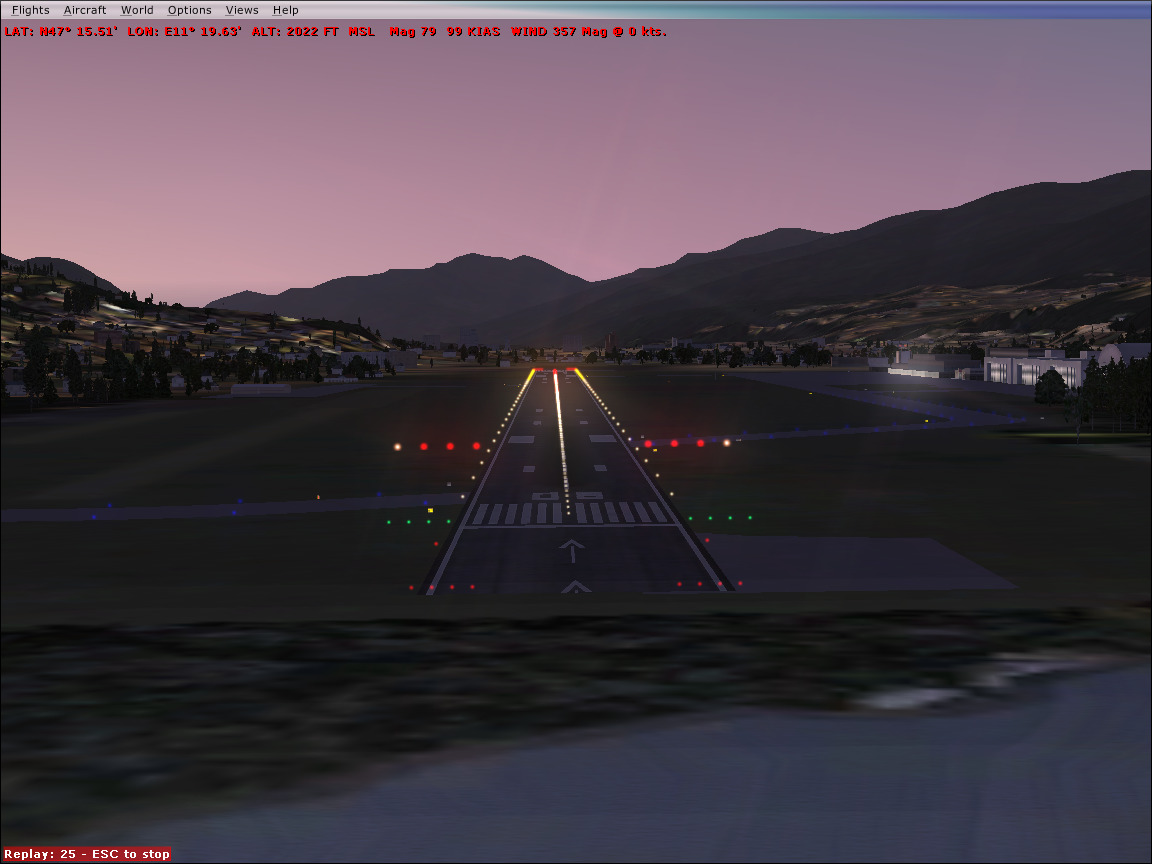 Flights Aircraft World Options Views Help
LAT: N47° 15.51' LON: E11° 19.63' ALT: 2022 FT MSL Mag 79 99 KIAS WIND 357 Mag @ 0 kts.
Replay: 25 - ESC to stop